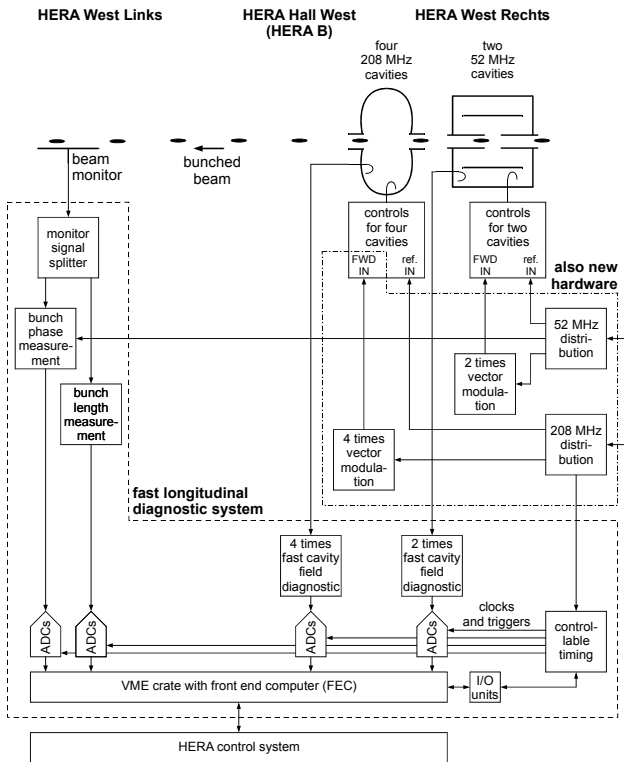 HERA West Links
HERA Hall West
(HERA B)
HERA West Rechts
four
208 MHz
cavities
two
52 MHz
cavities
beam
monitor
bunched
beam
monitor
signal
splitter
controls
for four
cavities
FWD
IN
ref.
IN
controls
for two
cavities
FWD
IN
ref.
IN
also new
hardware
bunch
phase
measure-
ment
52 MHz
distri-
bution
2 times
vector
modulation
bunch
length
measure-
ment
4 times
vector
modula-
tion
208 MHz
distri-
bution
fast longitudinal
diagnostic system
4 times
fast cavity
field
diagnostic
2 times
fast cavity
field
diagnostic
clocks
and triggers
ADCs
ADCs
ADCs
ADCs
control-
lable
timing
VME crate with front end computer (FEC)
I/O
units
HERA control system